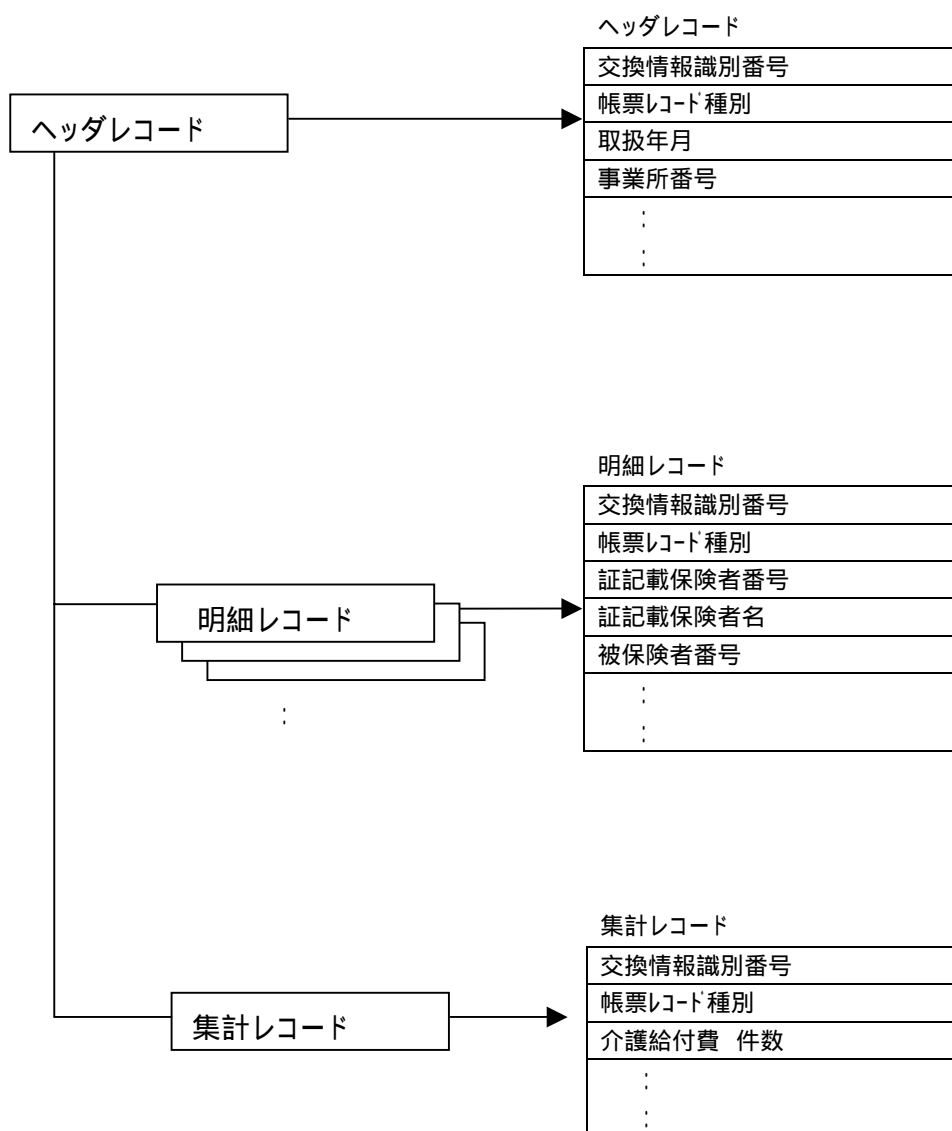 ヘッダレコード
交換情報識別番号
帳票ﾚｺｰﾄﾞ種別
取扱年月
事業所番号
:
:
ヘッダレコード
明細レコード
交換情報識別番号
帳票ﾚｺｰﾄﾞ種別
証記載保険者番号
証記載保険者名
被保険者番号
:
:
明細レコード
:
集計レコード
交換情報識別番号
帳票ﾚｺｰﾄﾞ種別
介護給付費 件数
:
:
集計レコード